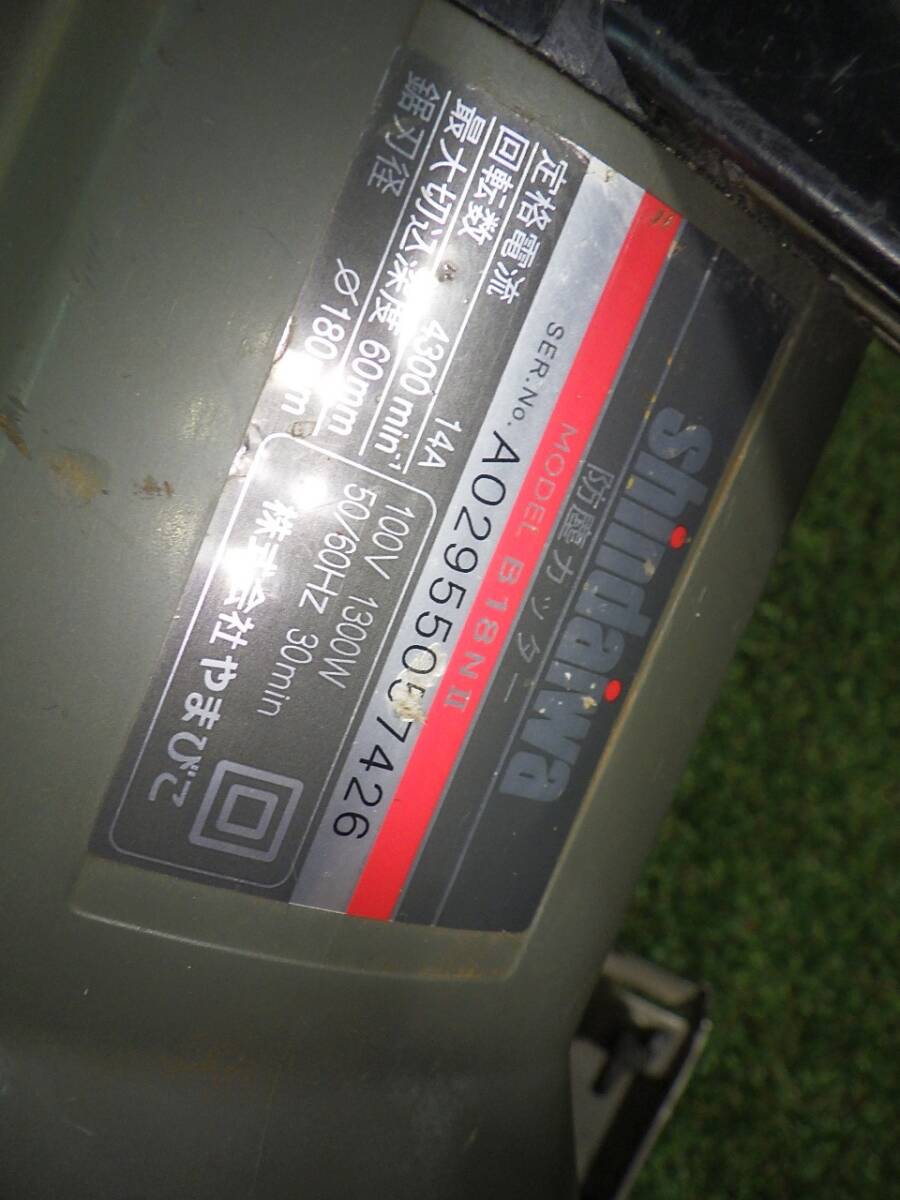 shindaiwa
防塵カッター
MODEL B18NII
SER.No. A02955057426
定格電流 14A
回転数 4300 min⁻¹
最大切込深度 60mm
鋸刃径 ø180mm
100V 1300W
50/60HZ 30min
株式会社やまびこ